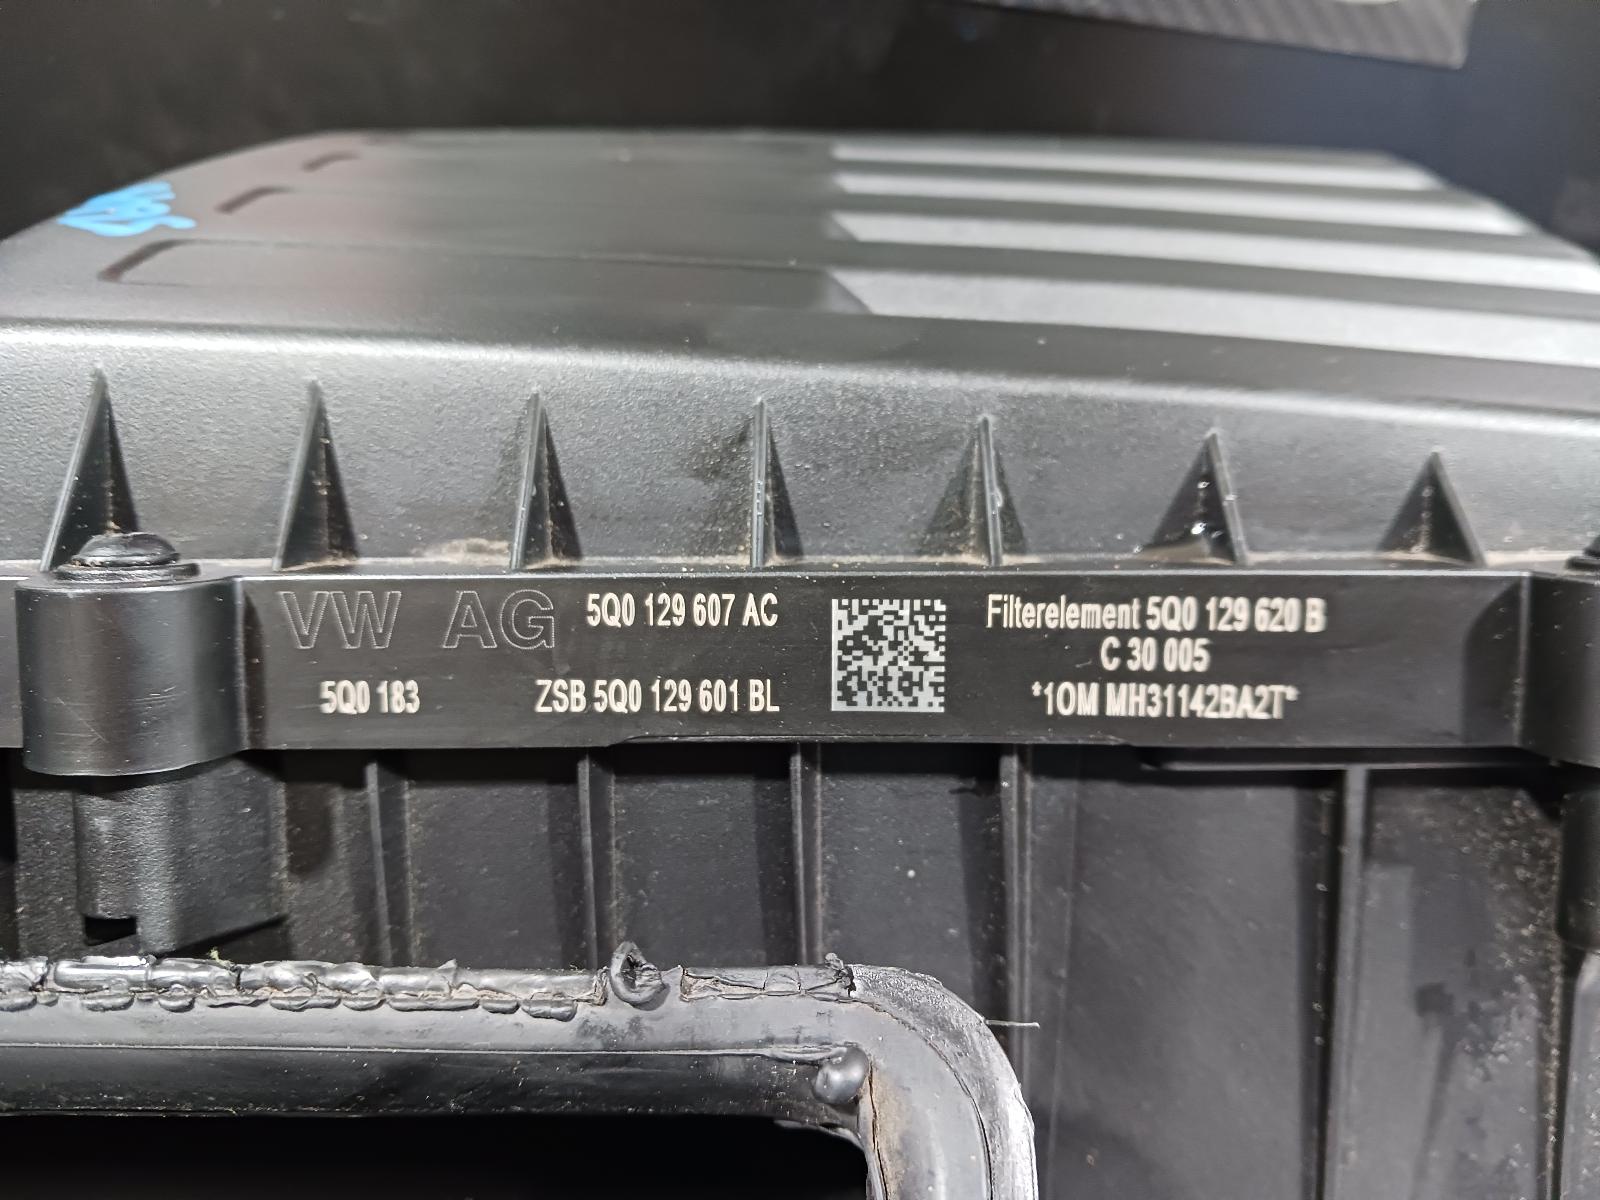 VW AG 5Q0 129 607 AC
5Q0 183 ZSB 5Q0 129 601 BL
Filterelement 5Q0 129 620 B
C 30 005
*1OM MH31142BA2T*